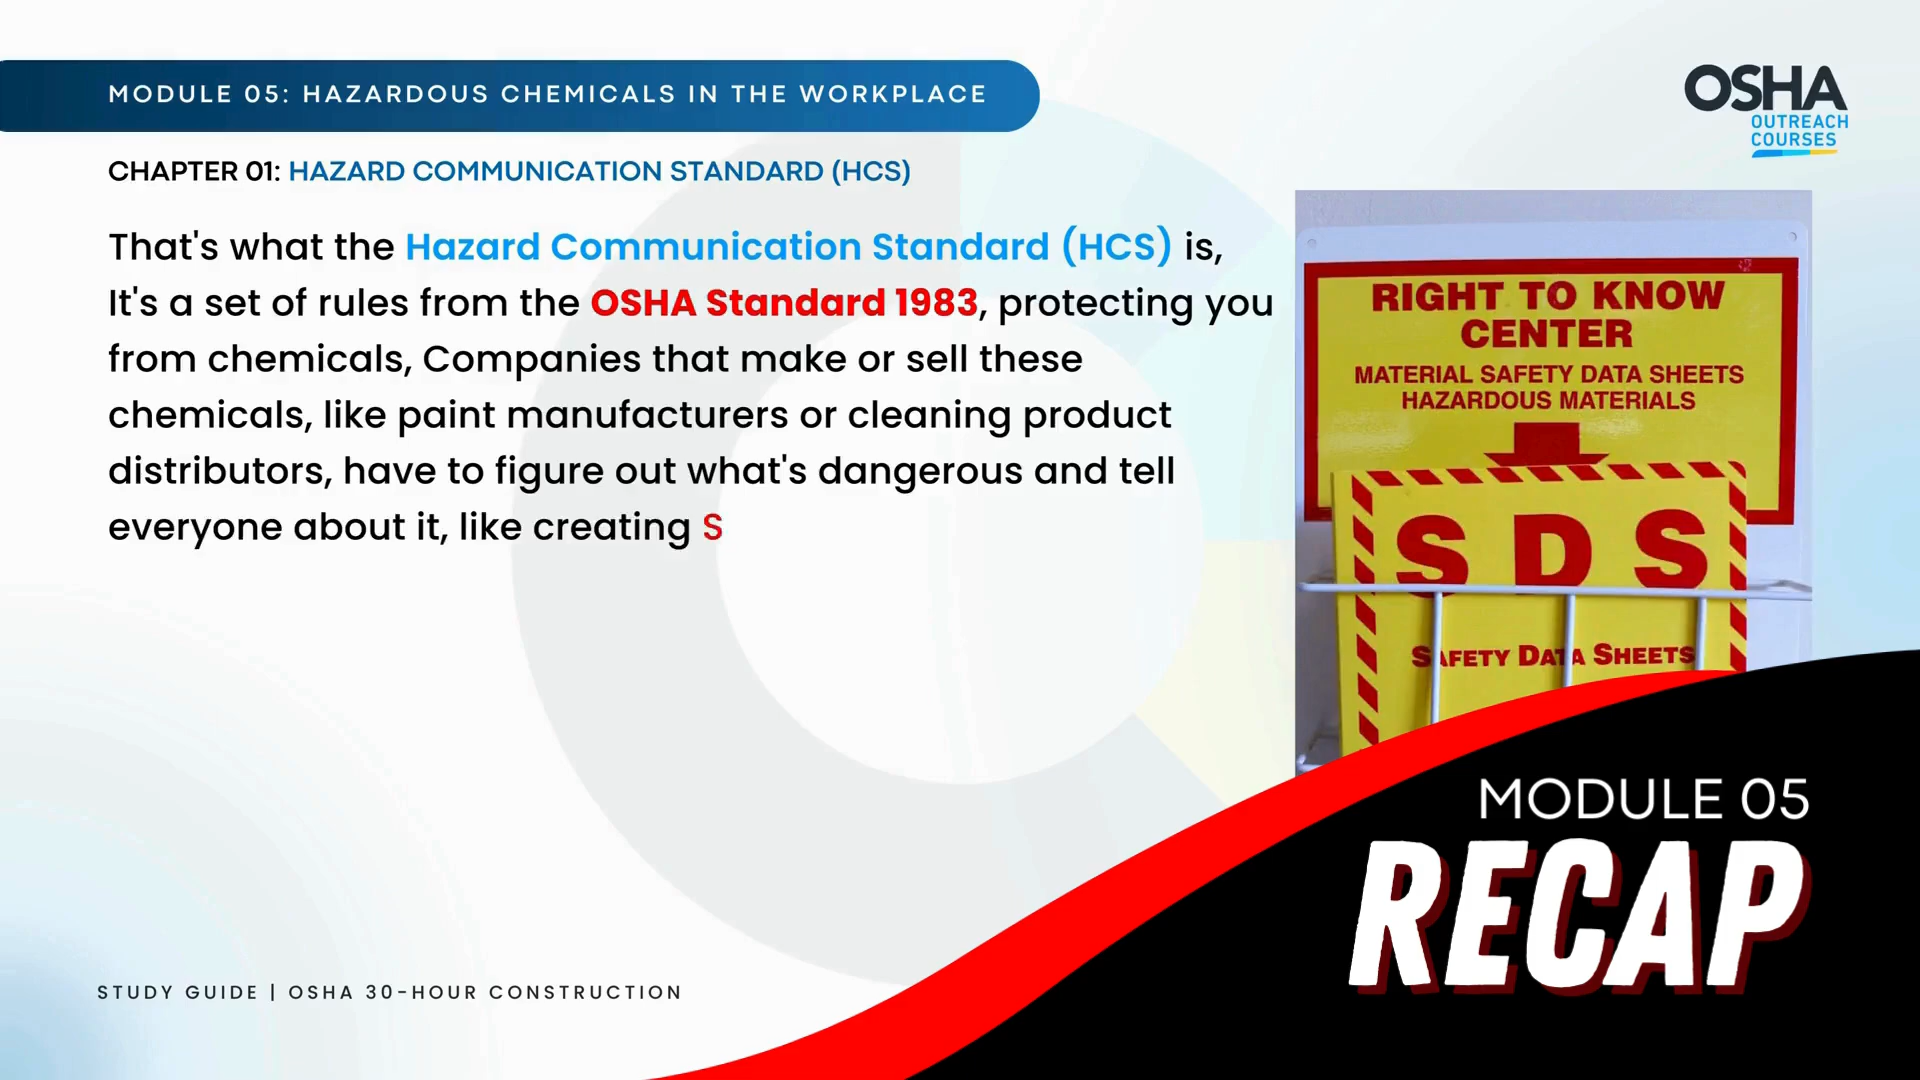 MODULE 05: HAZARDOUS CHEMICALS IN THE WORKPLACE
OSHA
OUTREACH
COURSES
CHAPTER 01: HAZARD COMMUNICATION STANDARD (HCS)
That's what the Hazard Communication Standard (HCS) is,
It's a set of rules from the OSHA Standard 1983, protecting you
from chemicals, Companies that make or sell these
chemicals, like paint manufacturers or cleaning product
distributors, have to figure out what's dangerous and tell
everyone about it, like creating S
RIGHT TO KNOW
CENTER
MATERIAL SAFETY DATA SHEETS
HAZARDOUS MATERIALS
SDS
SAFETY DATA SHEETS
MODULE 05
RECAP
STUDY GUIDE | OSHA 30-HOUR CONSTRUCTION